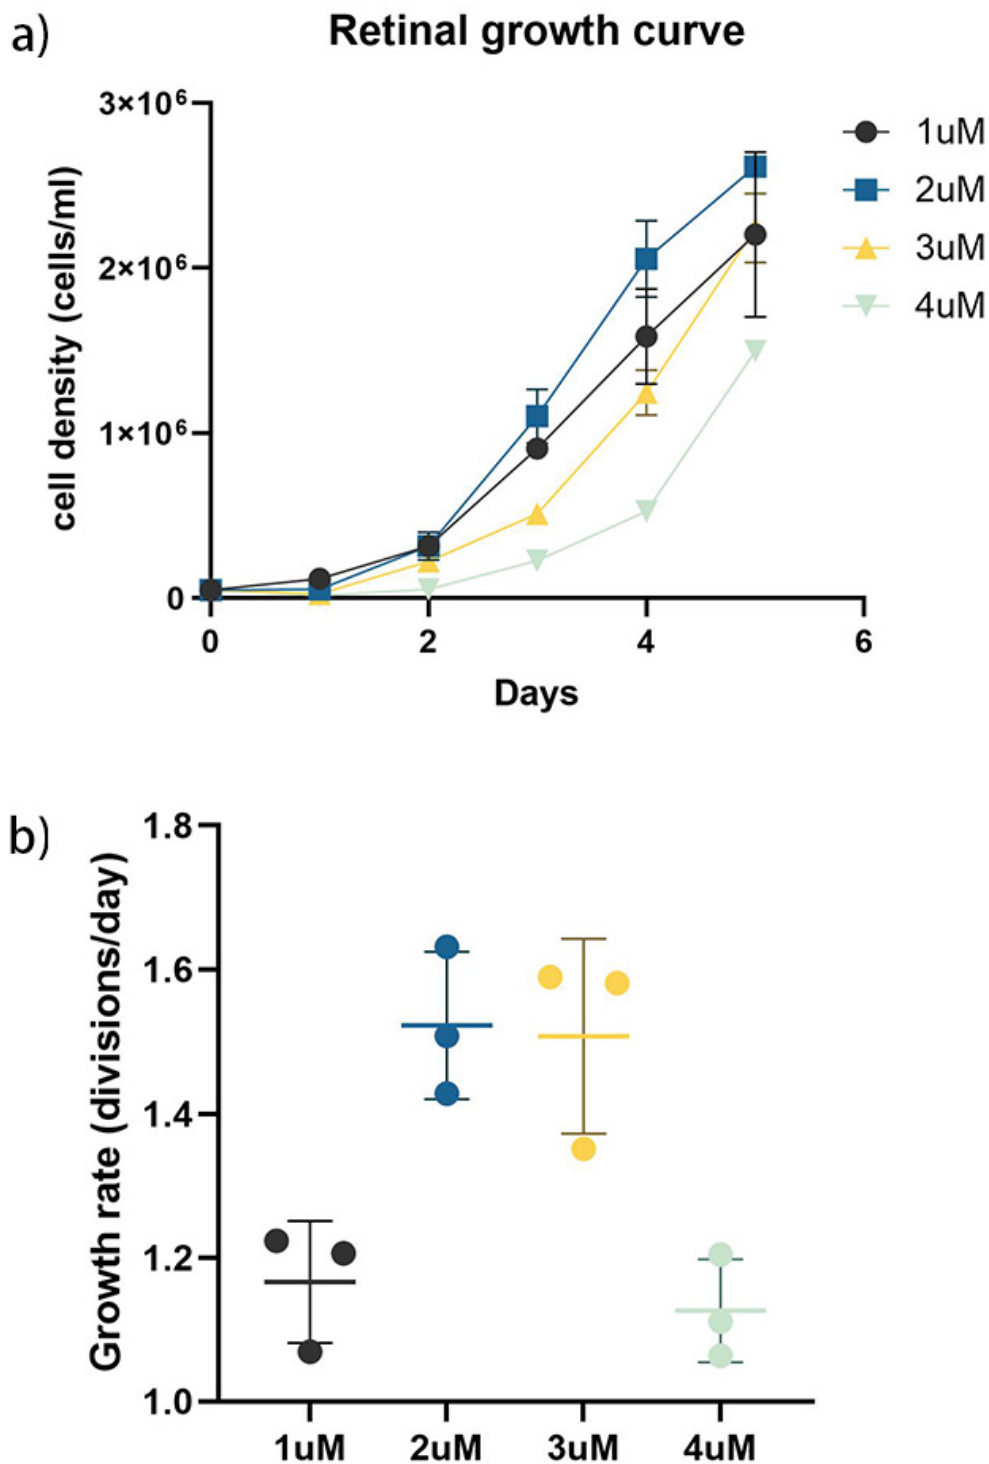 a)
Retinal growth curve
cell density (cells/ml)
3×10⁶
2×10⁶
1×10⁶
0
0 2 4 6
Days
1uM
2uM
3uM
4uM
b)
Growth rate (divisions/day)
1.8
1.6
1.4
1.2
1.0
1uM 2uM 3uM 4uM